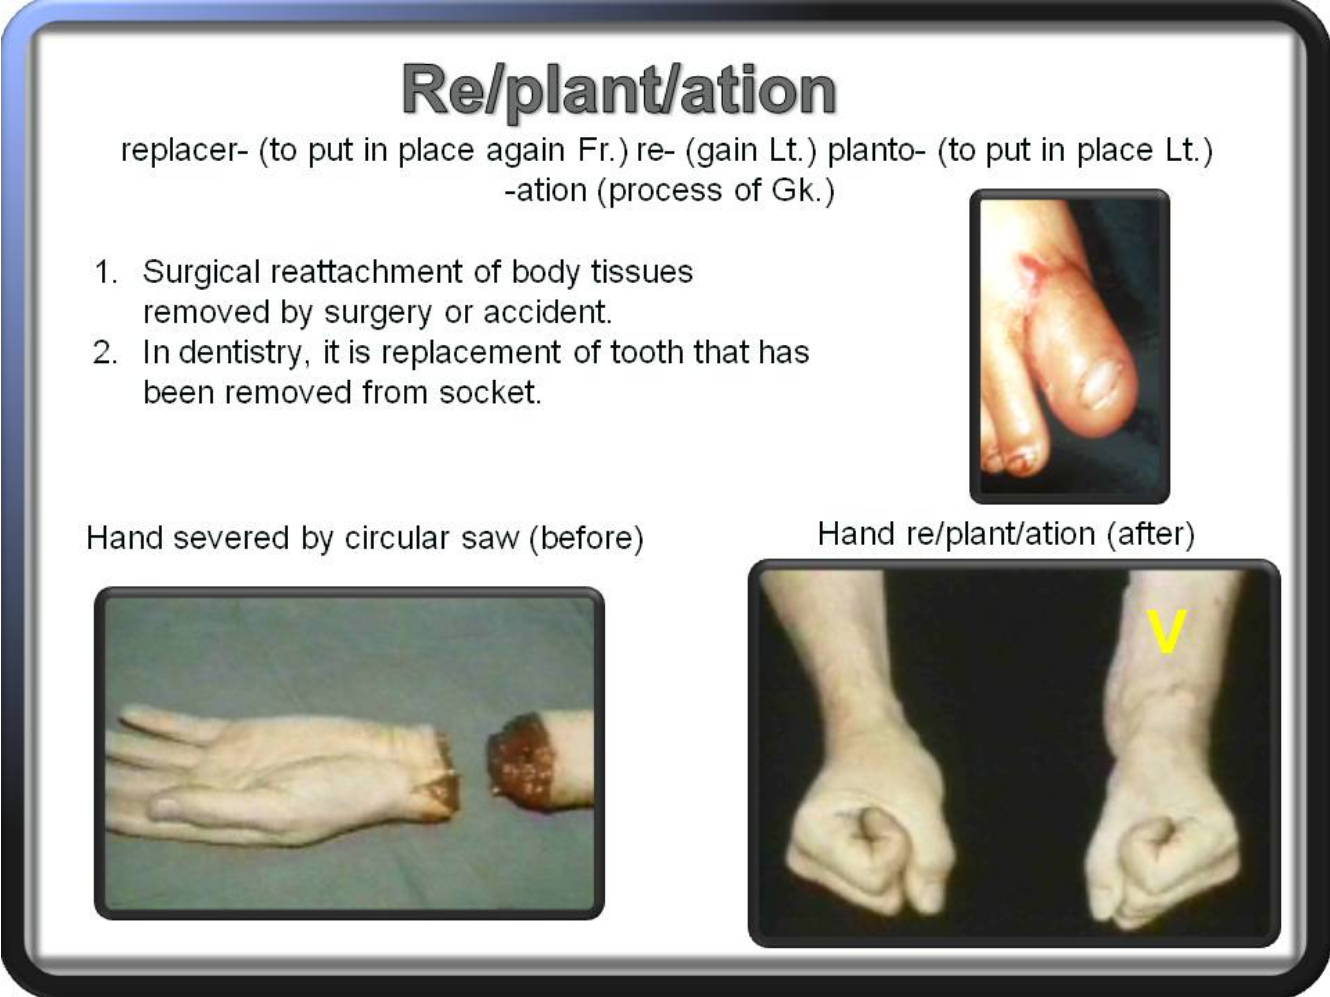 Re/plant/ation
replacer- (to put in place again Fr.) re- (gain Lt.) planto- (to put in place Lt.)
-ation (process of Gk.)
1. Surgical reattachment of body tissues
removed by surgery or accident.
2. In dentistry, it is replacement of tooth that has
been removed from socket.
Hand severed by circular saw (before)
Hand re/plant/ation (after)
V